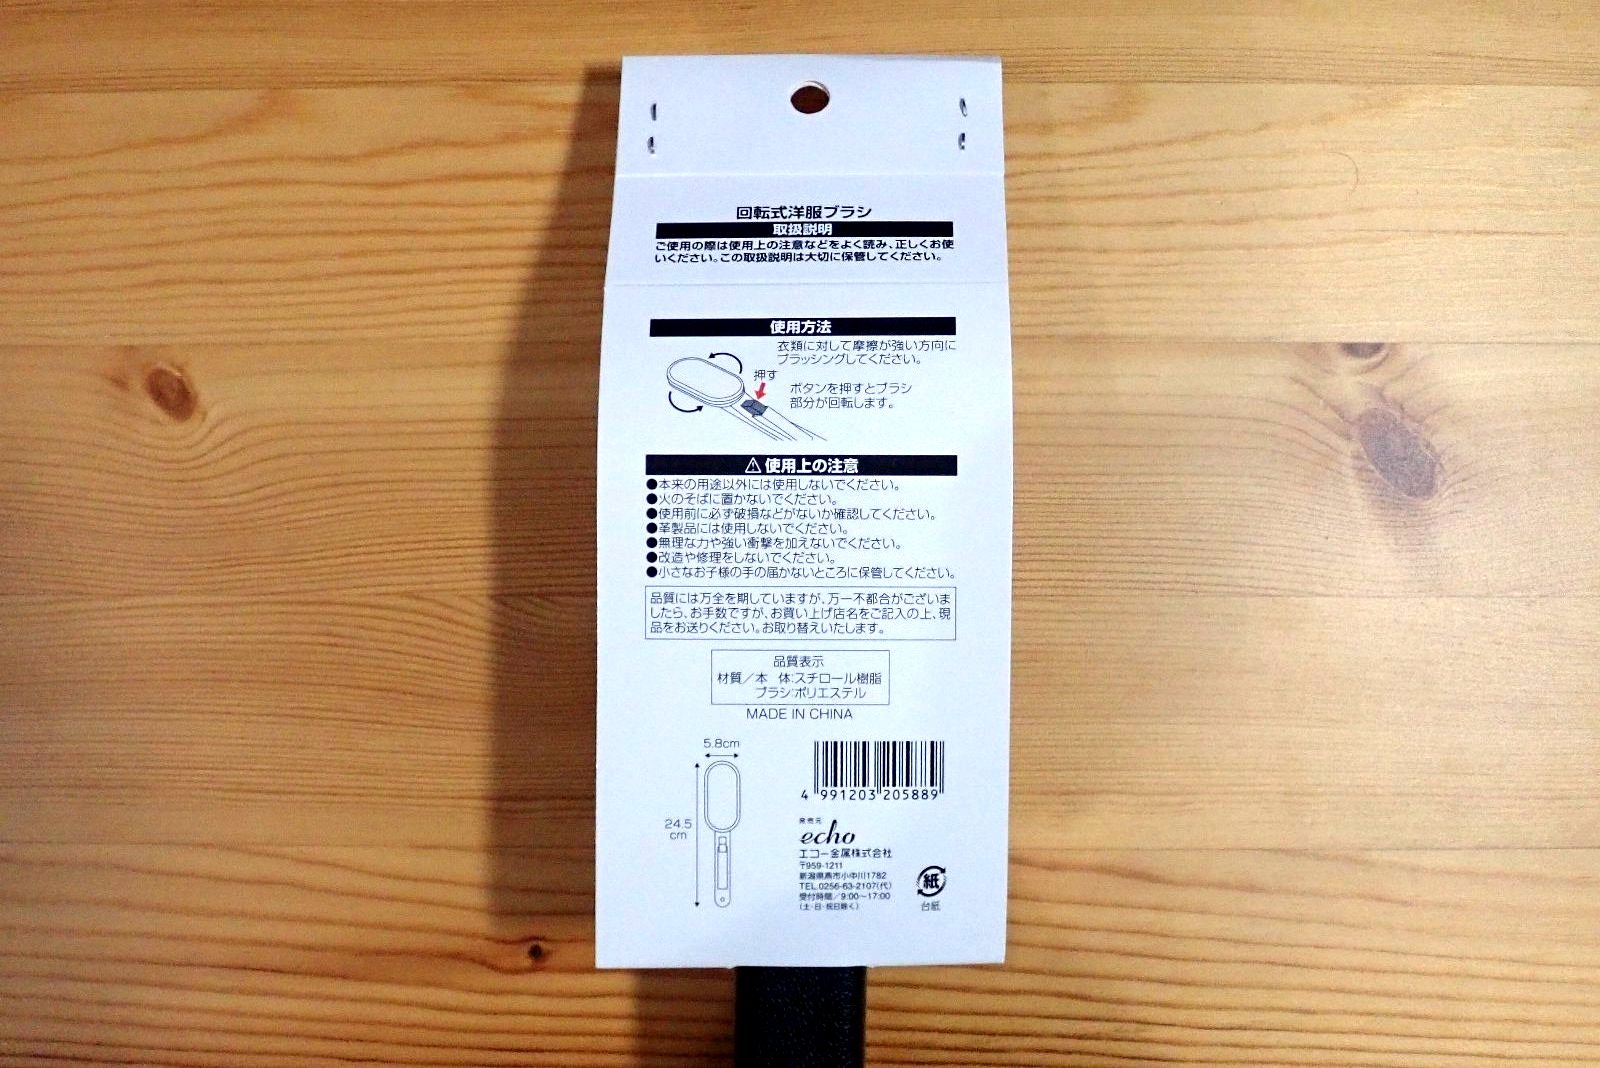 回転式洋服ブラシ
取扱説明
ご使用の際は使用上の注意などをよく読み、正しくお使
いください。この取扱説明は大切に保管してください。
使用方法
衣類に対して摩擦が強い方向に
ブラッシングしてください。
押す
ボタンを押すとブラシ
部分が回転します。
⚠使用上の注意
●本来の用途以外には使用しないでください。
●火のそばに置かないでください。
●使用前に必ず破損などがないか確認してください。
●革製品には使用しないでください。
●無理な力や強い衝撃を加えないでください。
●改造や修理をしないでください。
●小さなお子様の手の届かないところに保管してください。
品質には万全を期していますが、万一不都合がございま
したら、お手数ですが、お買い上げ店名をご記入の上、現
品をお送りください。お取り替えいたします。
品質表示
材質／本　体:スチロール樹脂
ブラシ:ポリエステル
MADE IN CHINA
5.8cm
24.5
cm
4 991203 205889
発売元
echo
エコー金属株式会社
〒959-1211
新潟県燕市小中川1782
TEL.0256-63-2107(代)
受付時間／9:00～17:00
(土・日・祝日除く)
紙
台紙